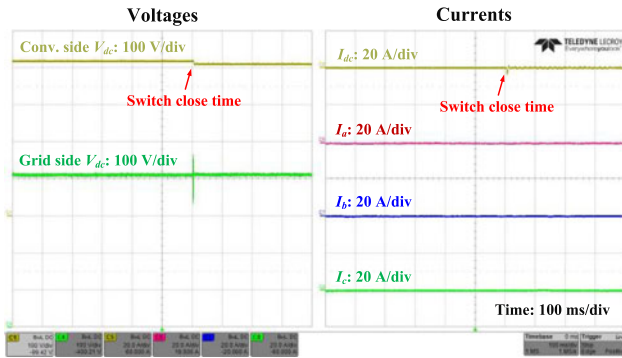 Voltages
Currents
Conv. side Vdc: 100 V/div
Switch close time
Grid side Vdc: 100 V/div
TELEDYNE LECROY
Everywhereyoulook
Idc: 20 A/div
Switch close time
Ia: 20 A/div
Ib: 20 A/div
Ic: 20 A/div
Time: 100 ms/div